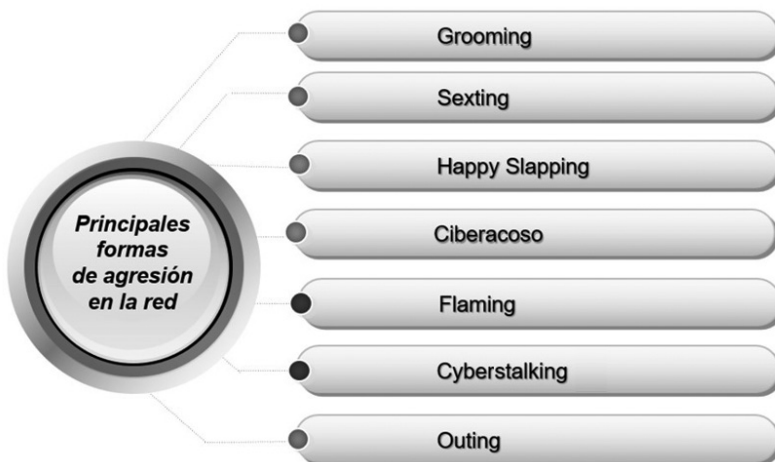 Principales
formas
de agresión
en la red
Grooming
Sexting
Happy Slapping
Ciberacoso
Flaming
Cyberstalking
Outing